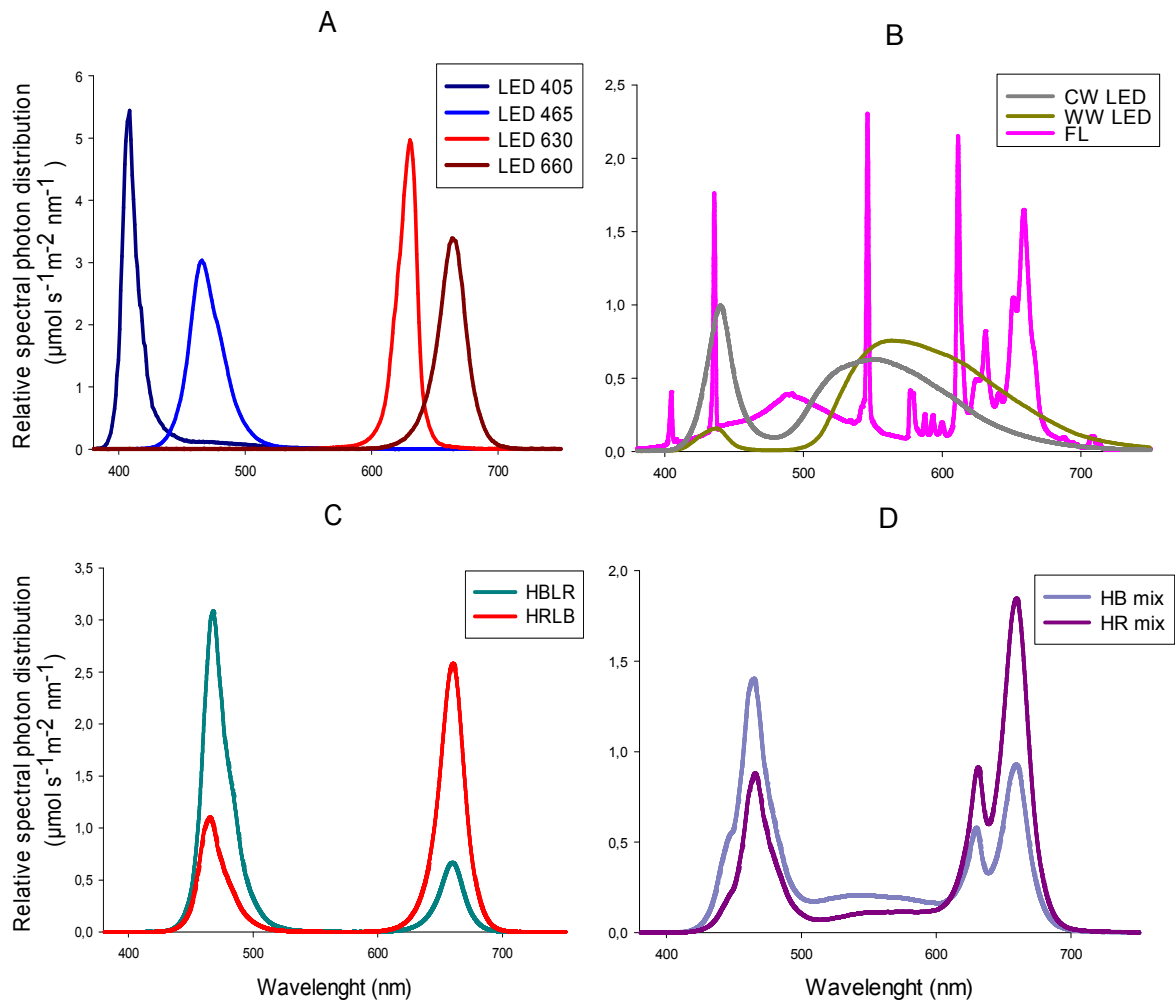 A
Relative spectral photon distribution
(µmol s⁻¹m⁻² nm⁻¹)
6
5
4
3
2
1
0
400
500
600
700
LED 405
LED 465
LED 630
LED 660
B
2,5
2,0
1,5
1,0
0,5
0,0
400
500
600
700
CW LED
WW LED
FL
C
Relative spectral photon distribution
(µmol s⁻¹m⁻² nm⁻¹)
3,5
3,0
2,5
2,0
1,5
1,0
0,5
0,0
400
500
600
700
HBLR
HRLB
Wavelenght (nm)
D
2,0
1,5
1,0
0,5
0,0
400
500
600
700
HB mix
HR mix
Wavelenght (nm)